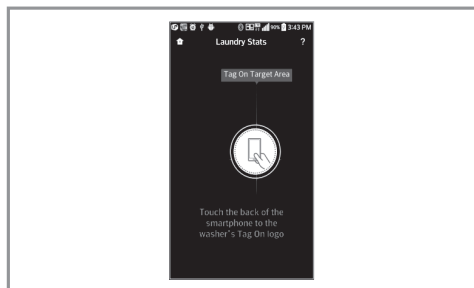 90% 3:43 PM
Laundry Stats ?
Tag On Target Area
Touch the back of the
smartphone to the
washer's Tag On logo